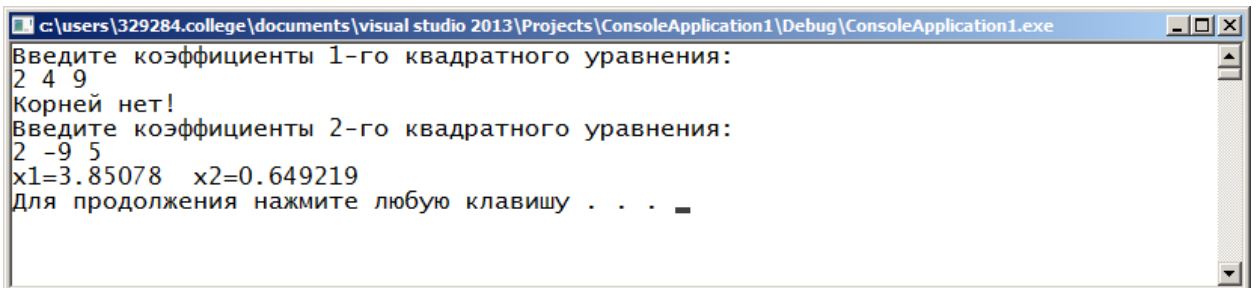 c:\users\329284.college\documents\visual studio 2013\Projects\ConsoleApplication1\Debug\ConsoleApplication1.exe
Введите коэффициенты 1-го квадратного уравнения:
2 4 9
Корней нет!
Введите коэффициенты 2-го квадратного уравнения:
2 -9 5
x1=3.85078  x2=0.649219
Для продолжения нажмите любую клавишу . . .